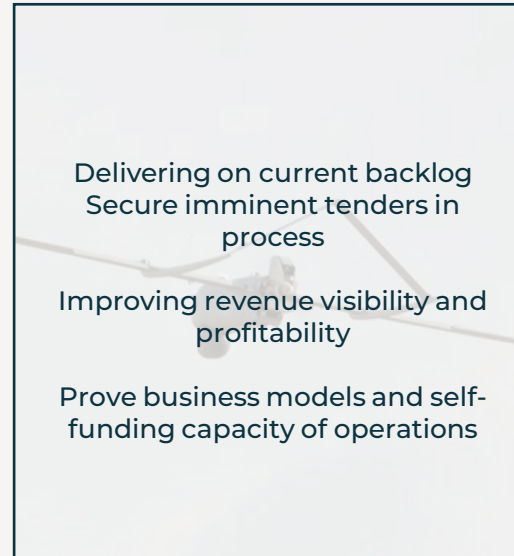 Delivering on current backlog
Secure imminent tenders in
process
Improving revenue visibility and
profitability
Prove business models and self-
funding capacity of operations